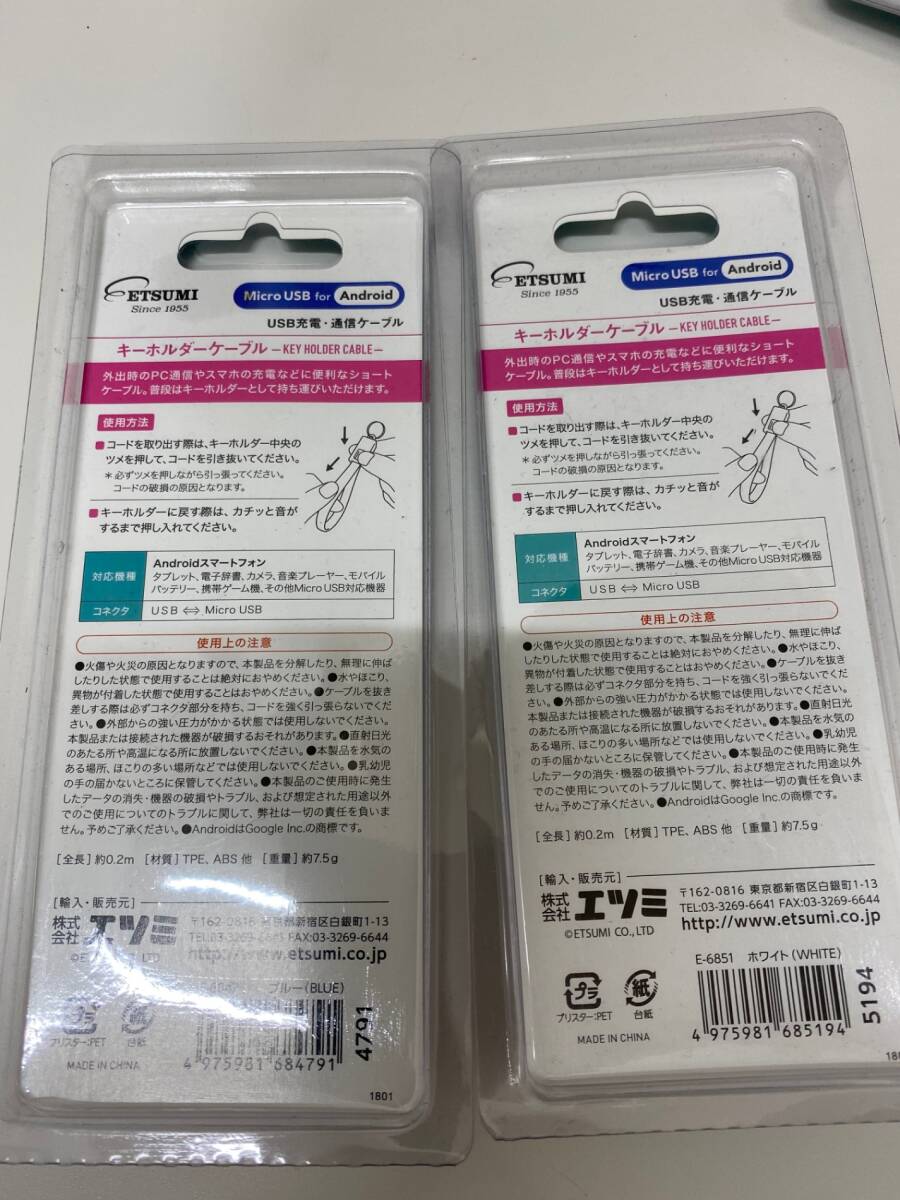 ETSUMI
Since 1955
Micro USB for Android
USB充電・通信ケーブル
キーホルダーケーブル －KEY HOLDER CABLE－
外出時のPC通信やスマホの充電などに便利なショート
ケーブル。普段はキーホルダーとして持ち運びいただけます。
使用方法
■コードを取り出す際は、キーホルダー中央の
ツメを押して、コードを引き抜いてください。
＊必ずツメを押しながら引っ張ってください。
コードの破損の原因となります。
■キーホルダーに戻す際は、カチッと音が
するまで押し入れてください。
対応機種
Androidスマートフォン
タブレット、電子辞書、カメラ、音楽プレーヤー、モバイル
バッテリー、携帯ゲーム機、その他Micro USB対応機器
コネクタ
USB ⇔ Micro USB
使用上の注意
●火傷や火災の原因となりますので、本製品を分解したり、無理に伸ば
したりした状態で使用することは絶対におやめください。●水やほこり、
異物が付着した状態で使用することはおやめください。●ケーブルを抜き
差しする際は必ずコネクタ部分を持ち、コードを強く引っ張らないでくだ
さい。●外部からの強い圧力がかかる状態では使用しないでください。
本製品または接続された機器が破損するおそれがあります。●直射日光
のあたる所や高温になる所に放置しないでください。●本製品を水気の
ある場所、ほこりの多い場所などでは使用しないでください。●乳幼児
の手の届かないところに保管してください。●本製品のご使用時に発生
したデータの消失・機器の破損やトラブル、および想定された用途以外
でのご使用についてのトラブルに関して、弊社は一切の責任を負いま
せん。予めご了承ください。●AndroidはGoogle Inc.の商標です。
［全長］約0.2m ［材質］TPE、ABS 他 ［重量］約7.5g
［輸入・販売元］
株式会社 エツミ
〒162-0816 東京都新宿区白銀町1-13
TEL:03-3269-6641 FAX:03-3269-6644
http://www.etsumi.co.jp
©ETSUMI CO., LTD
ブルー(BLUE)
プラ
紙
ブリスター:PET
台紙
4 975981 684791
4791
MADE IN CHINA
1801
ETSUMI
Since 1955
Micro USB for Android
USB充電・通信ケーブル
キーホルダーケーブル －KEY HOLDER CABLE－
外出時のPC通信やスマホの充電などに便利なショート
ケーブル。普段はキーホルダーとして持ち運びいただけます。
使用方法
■コードを取り出す際は、キーホルダー中央の
ツメを押して、コードを引き抜いてください。
＊必ずツメを押しながら引っ張ってください。
コードの破損の原因となります。
■キーホルダーに戻す際は、カチッと音が
するまで押し入れてください。
対応機種
Androidスマートフォン
タブレット、電子辞書、カメラ、音楽プレーヤー、モバイル
バッテリー、携帯ゲーム機、その他Micro USB対応機器
コネクタ
USB ⇔ Micro USB
使用上の注意
●火傷や火災の原因となりますので、本製品を分解したり、無理に伸ば
したりした状態で使用することは絶対におやめください。●水やほこり、
異物が付着した状態で使用することはおやめください。●ケーブルを抜き
差しする際は必ずコネクタ部分を持ち、コードを強く引っ張らないでくだ
さい。●外部からの強い圧力がかかる状態では使用しないでください。
本製品または接続された機器が破損するおそれがあります。●直射日光
のあたる所や高温になる所に放置しないでください。●本製品を水気の
ある場所、ほこりの多い場所などでは使用しないでください。●乳幼児
の手の届かないところに保管してください。●本製品のご使用時に発生
したデータの消失・機器の破損やトラブル、および想定された用途以外
でのご使用についてのトラブルに関して、弊社は一切の責任を負いま
せん。予めご了承ください。●AndroidはGoogle Inc.の商標です。
［全長］約0.2m ［材質］TPE、ABS 他 ［重量］約7.5g
［輸入・販売元］
株式会社 エツミ
〒162-0816 東京都新宿区白銀町1-13
TEL:03-3269-6641 FAX:03-3269-6644
http://www.etsumi.co.jp
©ETSUMI CO., LTD
E-6851 ホワイト(WHITE)
プラ
紙
ブリスター:PET
台紙
4 975981 685194
5194
MADE IN CHINA